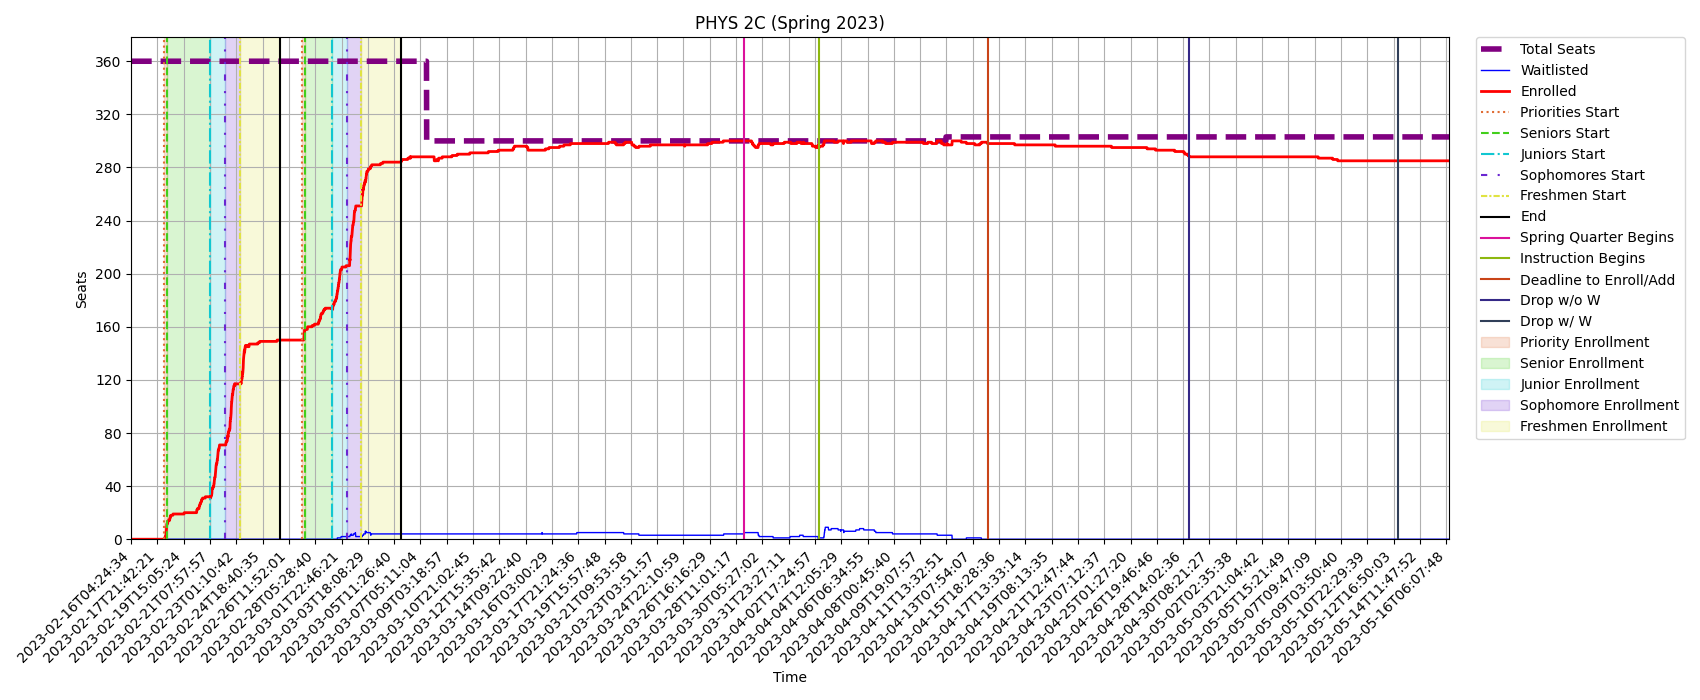 PHYS 2C (Spring 2023)
Seats
360
320
280
240
200
160
120
80
40
0
2023-02-16T04:24:34
2023-02-17T21:42:21
2023-02-19T15:05:24
2023-02-21T07:57:57
2023-02-23T01:10:42
2023-02-24T18:40:35
2023-02-26T11:52:01
2023-02-28T05:28:40
2023-03-01T22:46:21
2023-03-03T18:08:29
2023-03-05T11:26:40
2023-03-07T05:11:04
2023-03-09T03:18:57
2023-03-10T21:02:45
2023-03-12T15:35:42
2023-03-14T09:22:40
2023-03-16T03:00:29
2023-03-17T21:24:36
2023-03-19T15:57:48
2023-03-21T09:53:58
2023-03-23T03:51:57
2023-03-24T22:10:59
2023-03-26T16:16:29
2023-03-28T11:01:17
2023-03-30T05:27:02
2023-03-31T23:27:11
2023-04-02T17:24:57
2023-04-04T12:05:29
2023-04-06T06:34:55
2023-04-08T00:45:40
2023-04-09T19:07:57
2023-04-11T13:32:51
2023-04-13T07:54:07
2023-04-15T18:28:36
2023-04-17T13:33:14
2023-04-19T08:13:35
2023-04-21T12:47:44
2023-04-23T07:12:37
2023-04-25T01:27:20
2023-04-26T19:46:46
2023-04-28T14:02:36
2023-04-30T08:21:27
2023-05-02T02:35:38
2023-05-03T21:04:42
2023-05-05T15:21:49
2023-05-07T09:47:09
2023-05-09T03:50:40
2023-05-10T22:29:39
2023-05-12T16:50:03
2023-05-14T11:47:52
2023-05-16T06:07:48
Time
Total Seats
Waitlisted
Enrolled
Priorities Start
Seniors Start
Juniors Start
Sophomores Start
Freshmen Start
End
Spring Quarter Begins
Instruction Begins
Deadline to Enroll/Add
Drop w/o W
Drop w/ W
Priority Enrollment
Senior Enrollment
Junior Enrollment
Sophomore Enrollment
Freshmen Enrollment